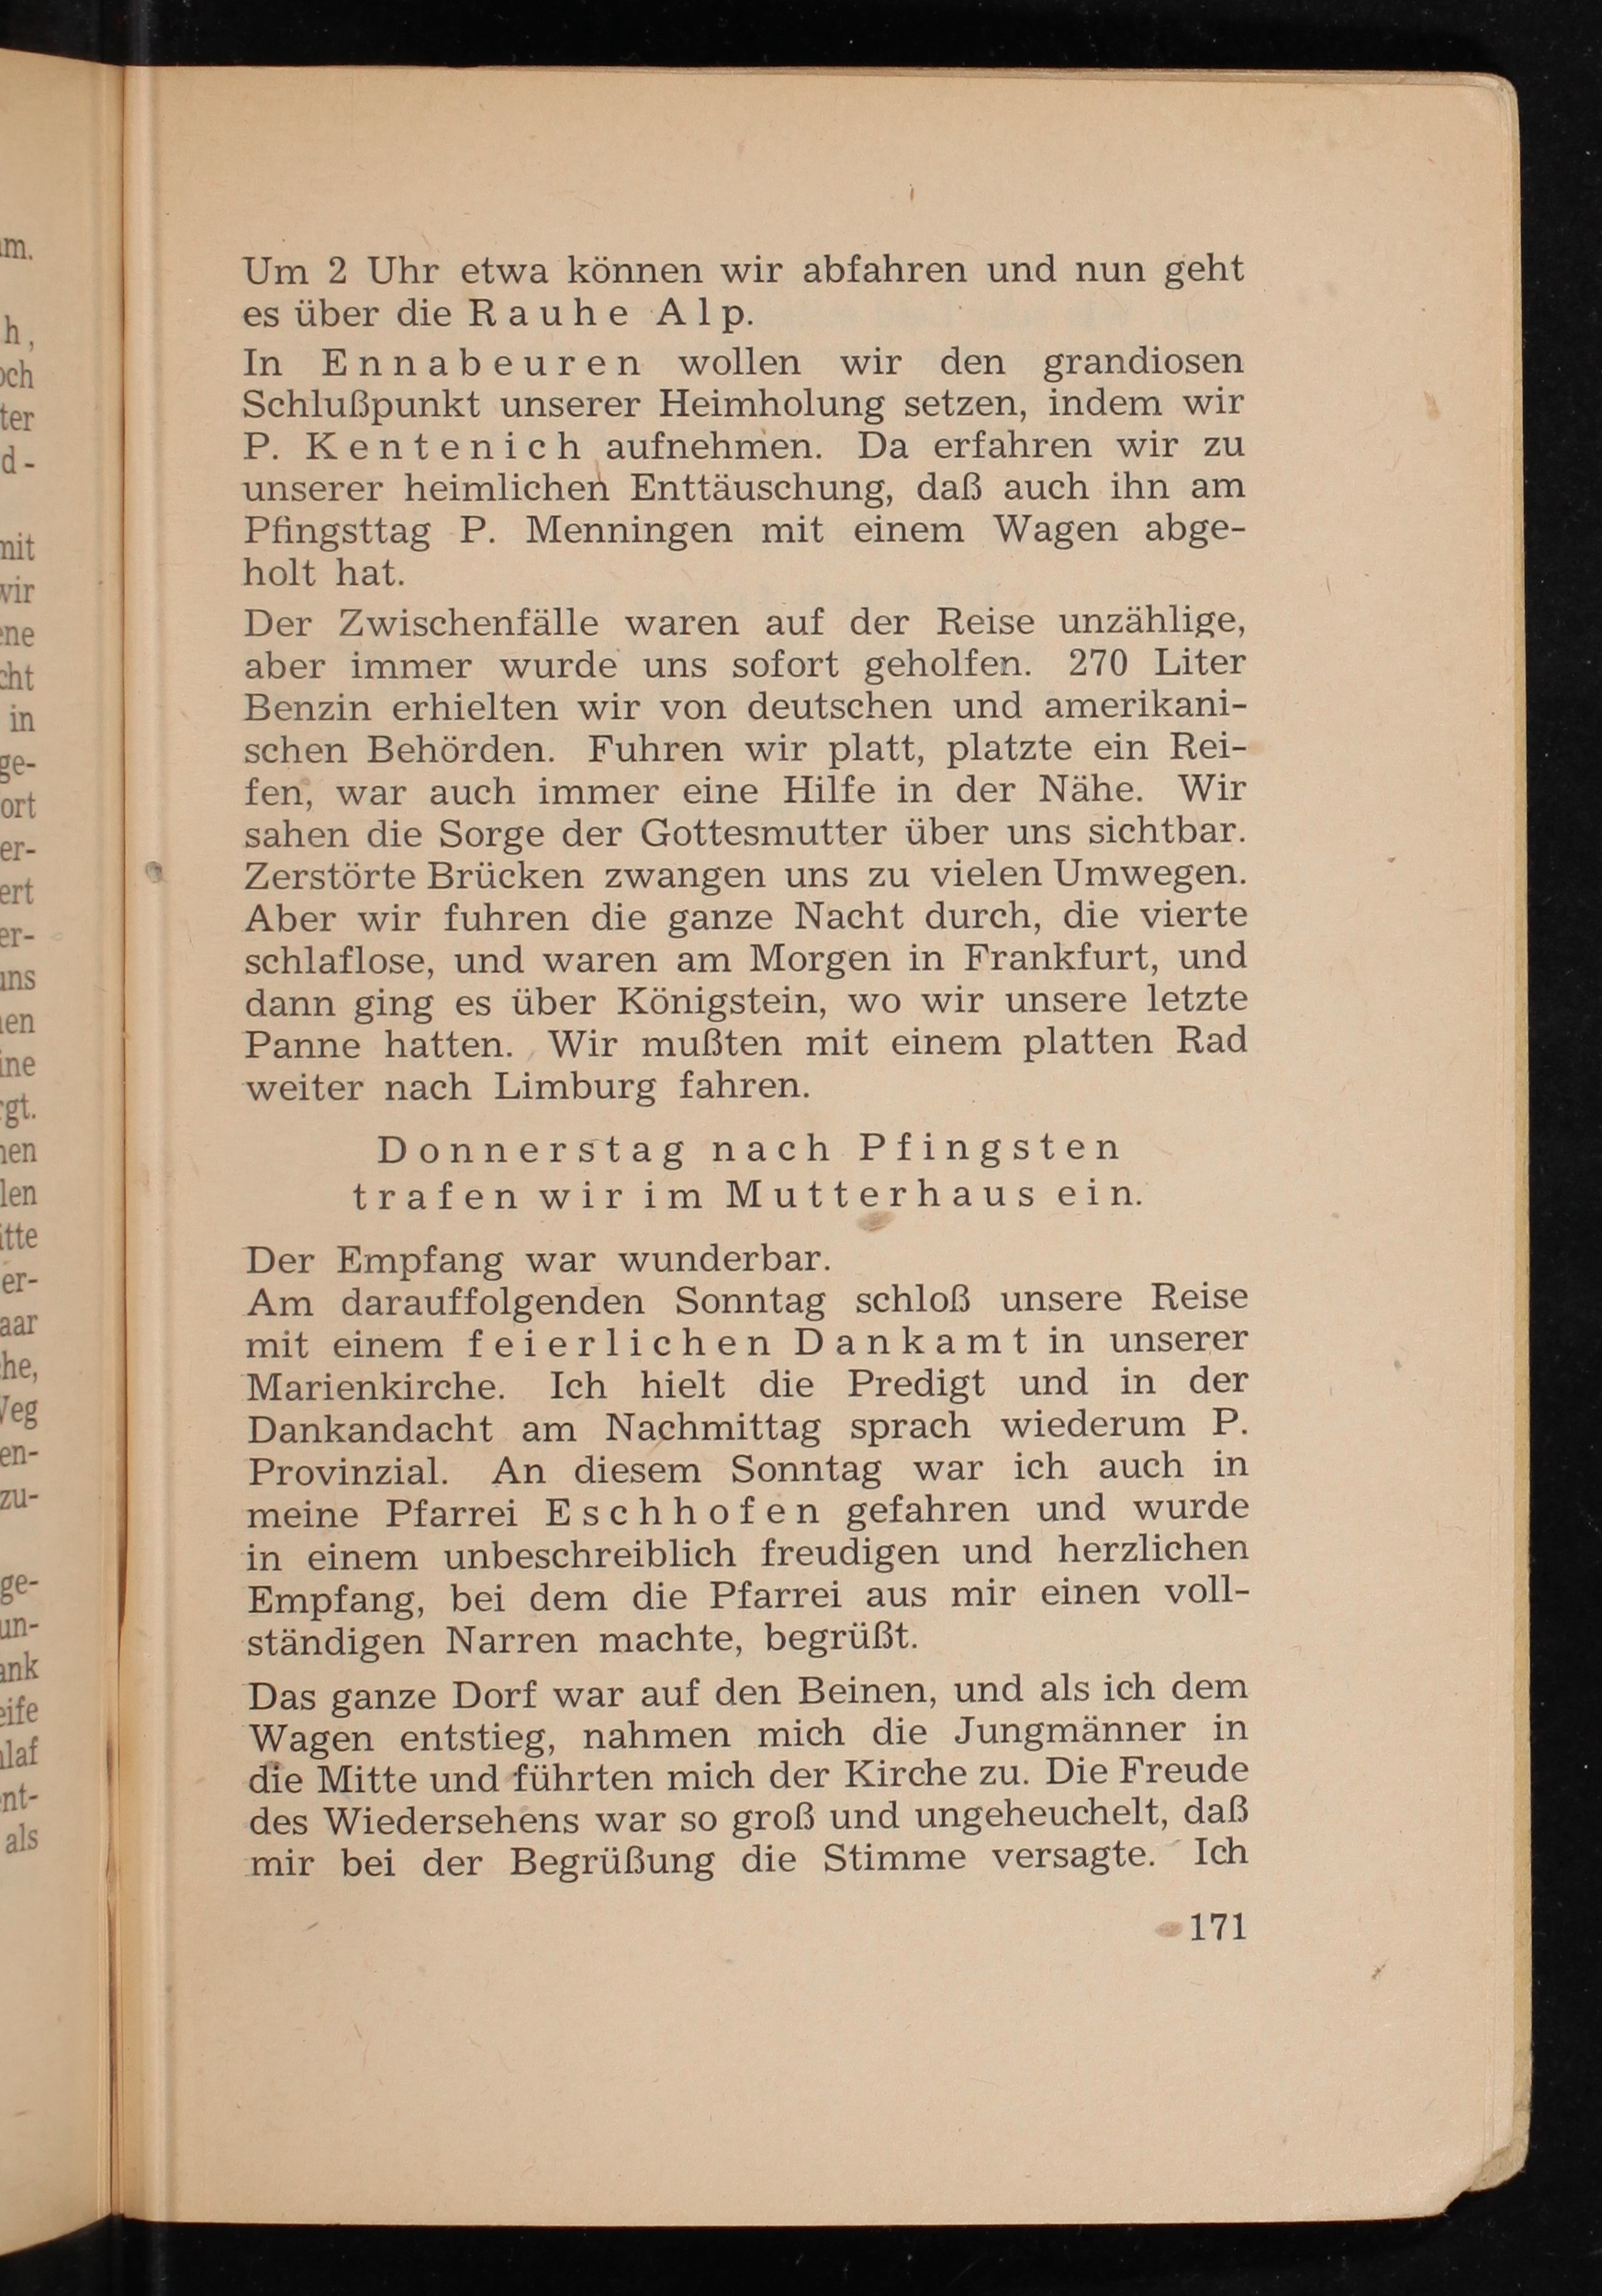 Um 2 Uhr etwa können wir abfahren und nun geht
es über die Rauhe Alp.
In Ennabeuren wollen wir den grandiosen
Schlußpunkt unserer Heimholung setzen, indem wir
P. Kentenich aufnehmen. Da erfahren wir zu
unserer heimlichen Enttäuschung, daß auch ihn am
Pfingsttag P. Menningen mit einem Wagen abge-
holt hat.
Der Zwischenfälle waren auf der Reise unzählige,
aber immer wurde uns sofort geholfen. 270 Liter
Benzin erhielten wir von deutschen und amerikani-
schen Behörden. Fuhren wir platt, platzte ein Rei-
fen, war auch immer eine Hilfe in der Nähe. Wir
sahen die Sorge der Gottesmutter über uns sichtbar.
Zerstörte Brücken zwangen uns zu vielen Umwegen.
Aber wir fuhren die ganze Nacht durch, die vierte
schlaflose, und waren am Morgen in Frankfurt, und
dann ging es über Königstein, wo wir unsere letzte
Panne hatten. Wir mußten mit einem platten Rad
weiter nach Limburg fahren.
Donnerstag nach Pfingsten
trafen wir im Mutterhaus ein.
Der Empfang war wunderbar.
Am darauffolgenden Sonntag schloß unsere Reise
mit einem feierlichen Dankamt in unserer
Marienkirche. Ich hielt die Predigt und in der
Dankandacht am Nachmittag sprach wiederum P.
Provinzial. An diesem Sonntag war ich auch in
meine Pfarrei Eschhofen gefahren und wurde
in einem unbeschreiblich freudigen und herzlichen
Empfang, bei dem die Pfarrei aus mir einen voll-
ständigen Narren machte, begrüßt.
Das ganze Dorf war auf den Beinen, und als ich dem
Wagen entstieg, nahmen mich die Jungmänner in
die Mitte und führten mich der Kirche zu. Die Freude
des Wiedersehens war so groß und ungeheuchelt, daß
mir bei der Begrüßung die Stimme versagte. Ich
171